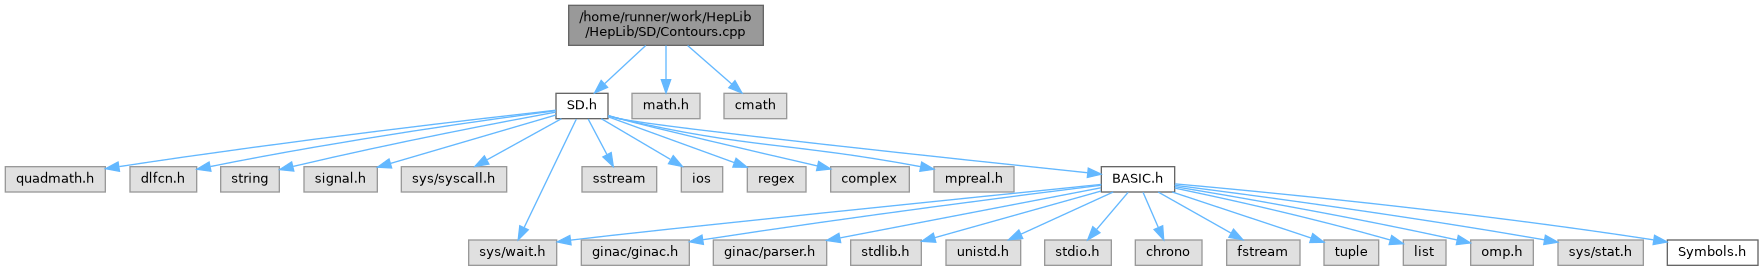 /home/runner/work/HepLib
/HepLib/SD/Contours.cpp
SD.h
math.h
cmath
quadmath.h
dlfcn.h
string
signal.h
sys/syscall.h
sstream
ios
regex
complex
mpreal.h
BASIC.h
sys/wait.h
ginac/ginac.h
ginac/parser.h
stdlib.h
unistd.h
stdio.h
chrono
fstream
tuple
list
omp.h
sys/stat.h
Symbols.h